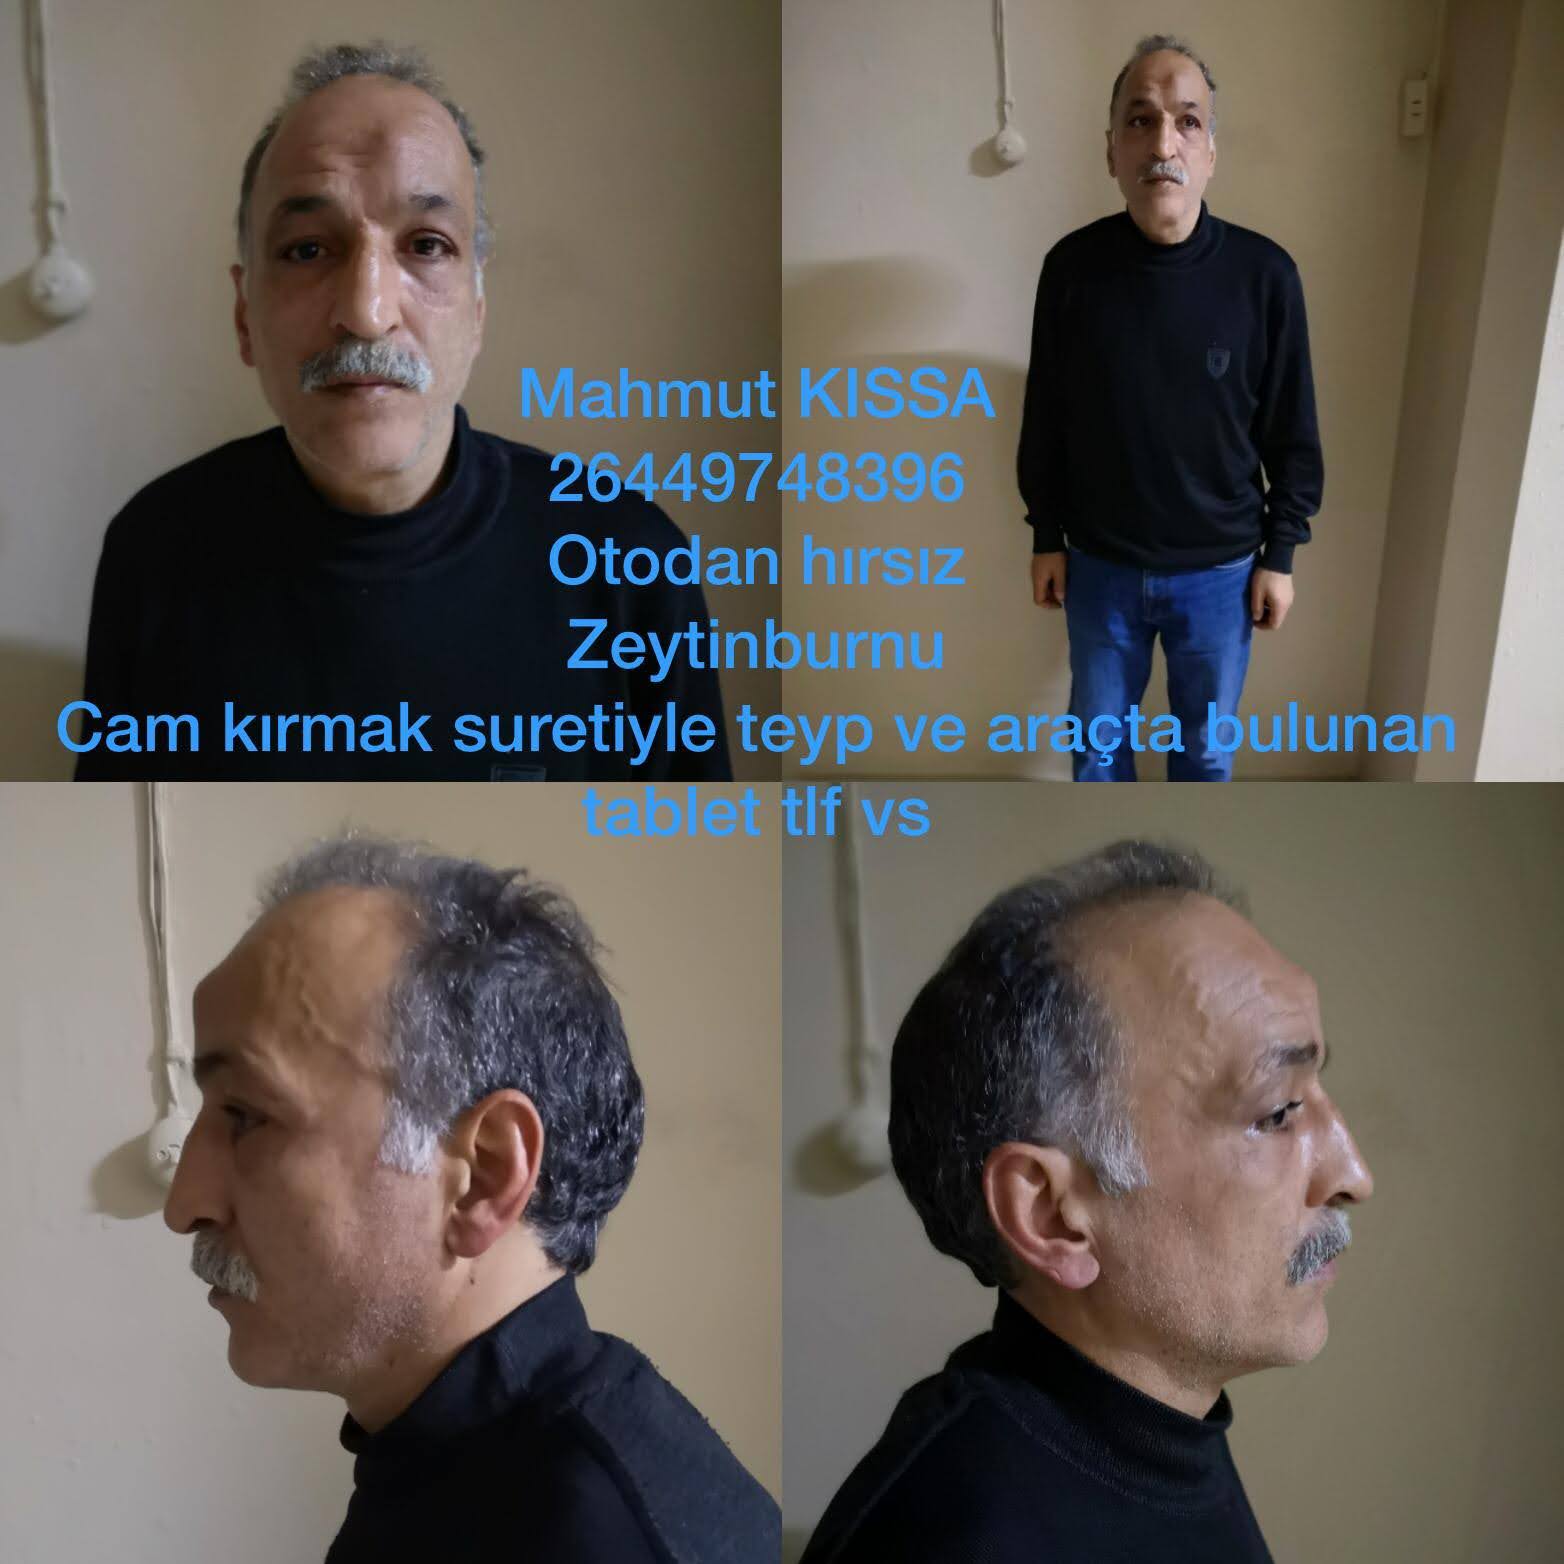 Mahmut KISSA
26449748396
Otodan hırsız
Zeytinburnu
Cam kırmak suretiyle teyp ve araçta bulunan
tablet tlf vs